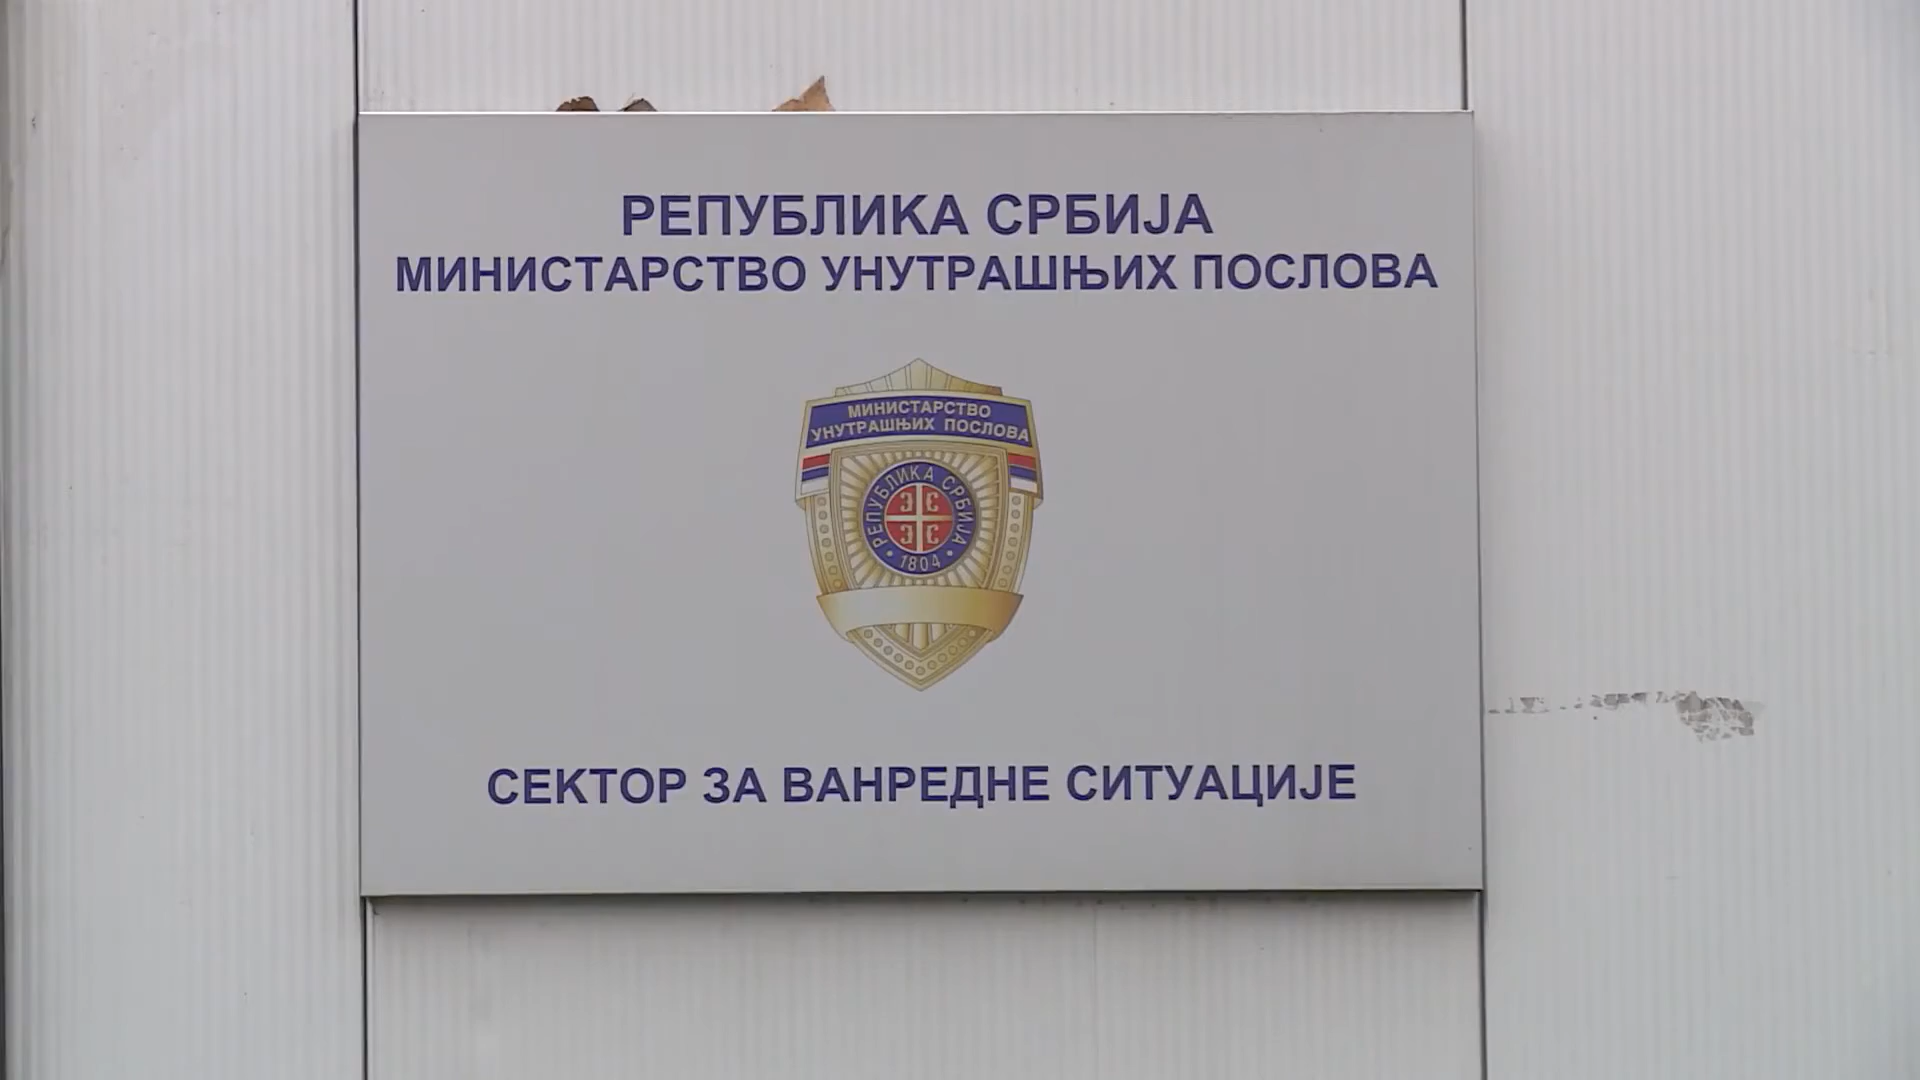 РЕПУБЛИКА СРБИЈА
МИНИСТАРСТВО УНУТРАШЊИХ ПОСЛОВА
МИНИСТАРСТВО
УНУТРАШЊИХ ПОСЛОВА
РЕПУБЛИКА СРБИЈА
1804
СЕКТОР ЗА ВАНРЕДНЕ СИТУАЦИЈЕ